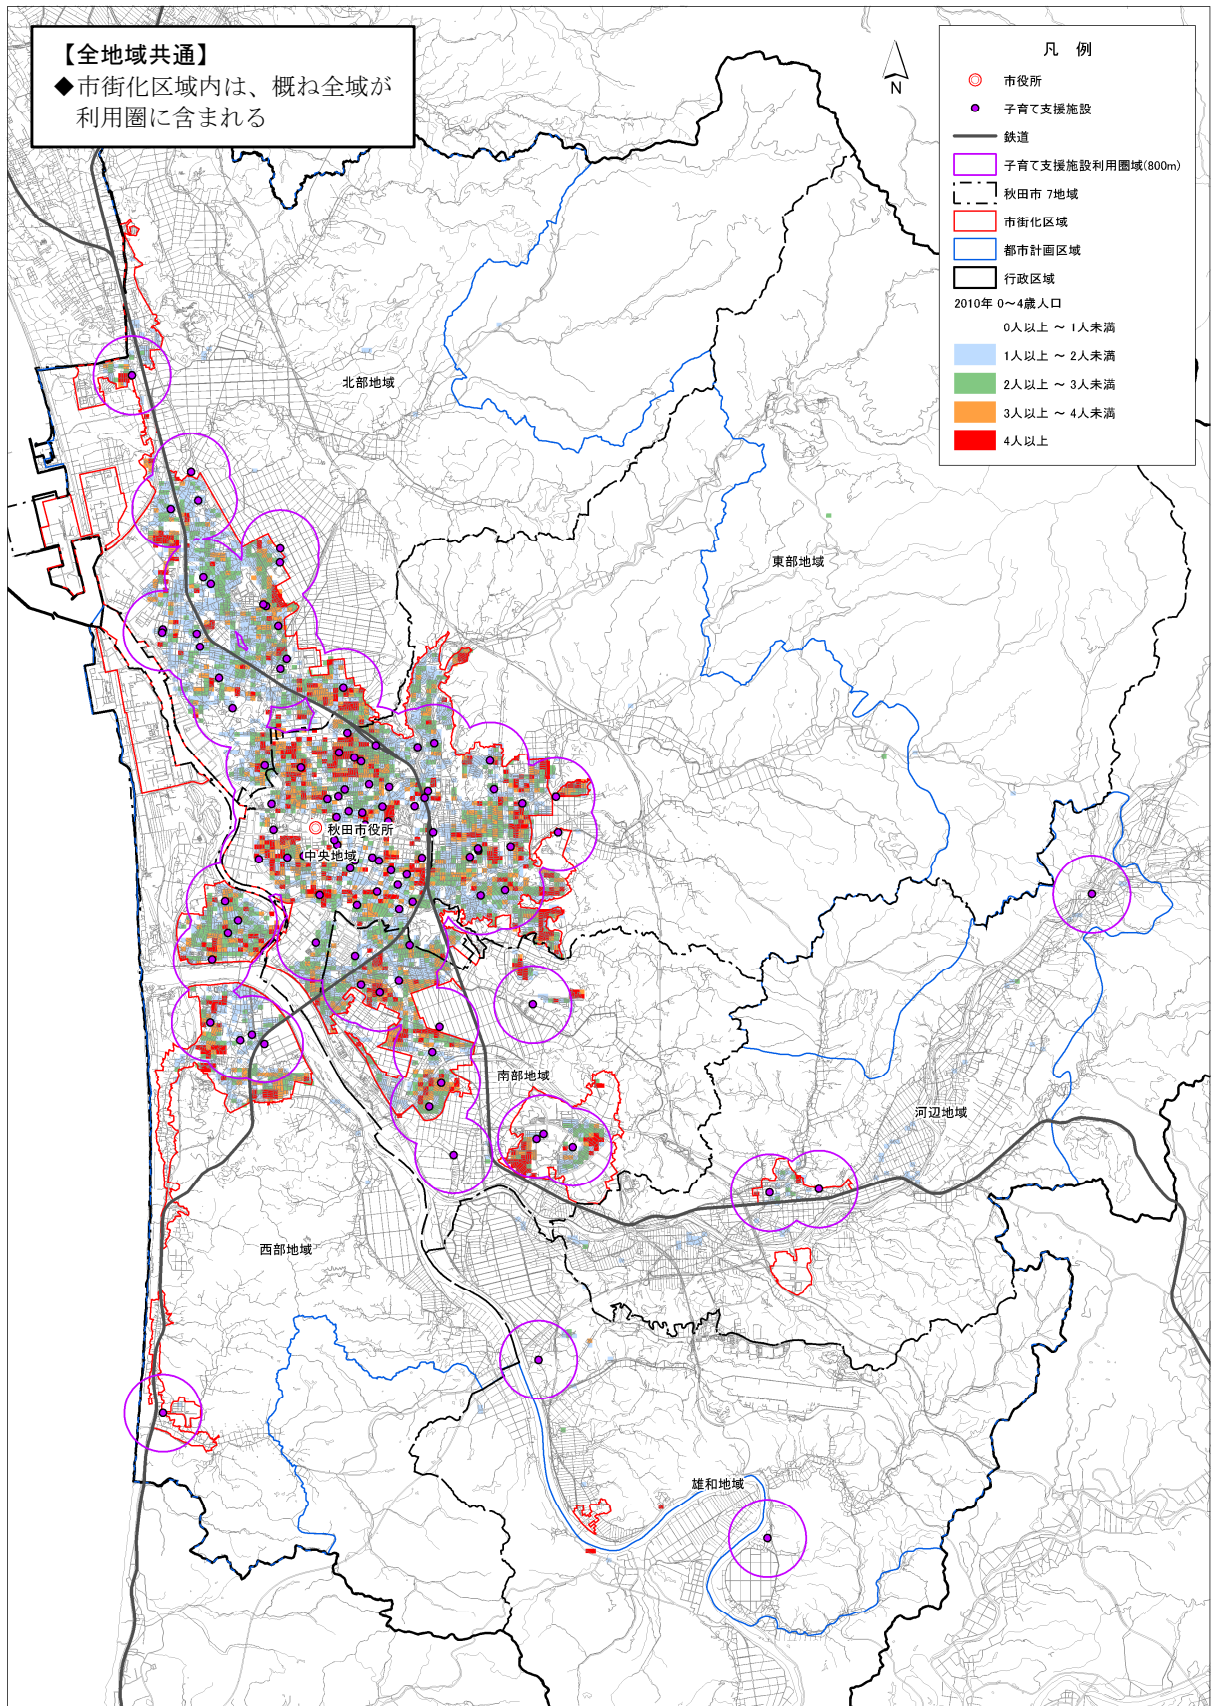 【全地域共通】
◆市街化区域内は、概ね全域が
利用圏に含まれる
N
凡 例
市役所
子育て支援施設
鉄道
子育て支援施設利用圏域(800m)
秋田市 7地域
市街化区域
都市計画区域
行政区域
2010年 0～4歳人口
0人以上 ～ 1人未満
1人以上 ～ 2人未満
2人以上 ～ 3人未満
3人以上 ～ 4人未満
4人以上
北部地域
東部地域
秋田市役所
中央地域
南部地域
河辺地域
西部地域
雄和地域